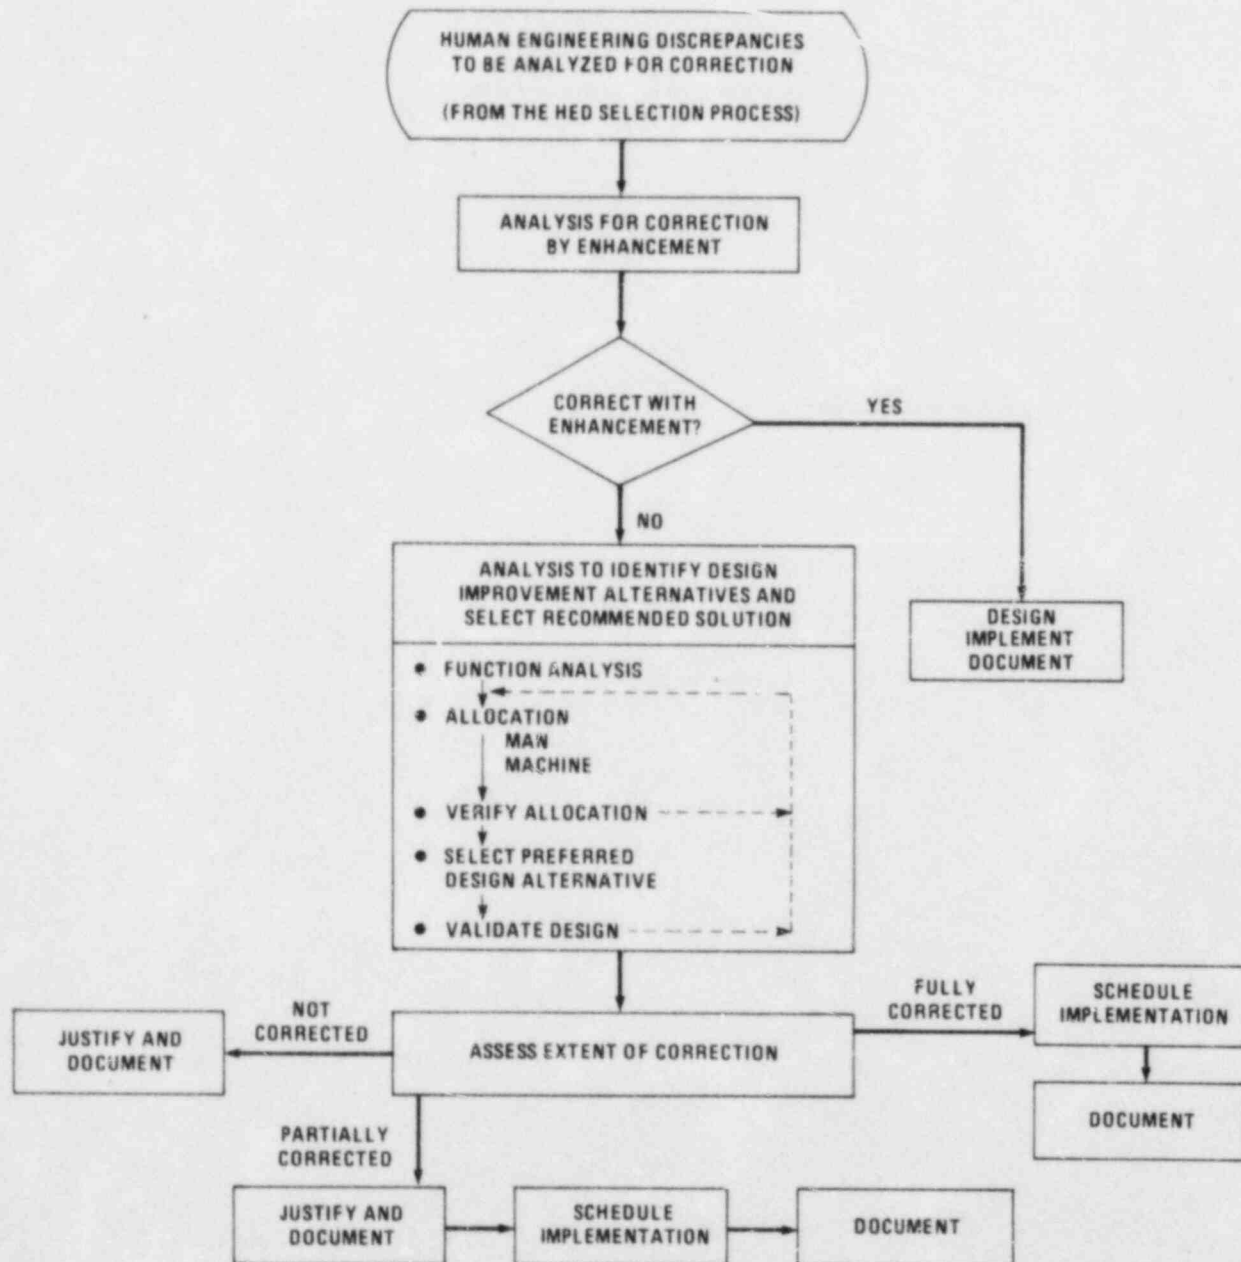 HUMAN ENGINEERING DISCREPANCIES
TO BE ANALYZED FOR CORRECTION
(FROM THE HED SELECTION PROCESS)
ANALYSIS FOR CORRECTION
BY ENHANCEMENT
CORRECT WITH
ENHANCEMENT?
YES
NO
ANALYSIS TO IDENTIFY DESIGN
IMPROVEMENT ALTERNATIVES AND
SELECT RECOMMENDED SOLUTION
DESIGN
IMPLEMENT
DOCUMENT
● FUNCTION ANALYSIS
● ALLOCATION
MAN
MACHINE
● VERIFY ALLOCATION
● SELECT PREFERRED
DESIGN ALTERNATIVE
● VALIDATE DESIGN
NOT
CORRECTED
JUSTIFY AND
DOCUMENT
ASSESS EXTENT OF CORRECTION
FULLY
CORRECTED
SCHEDULE
IMPLEMENTATION
DOCUMENT
PARTIALLY
CORRECTED
JUSTIFY AND
DOCUMENT
SCHEDULE
IMPLEMENTATION
DOCUMENT